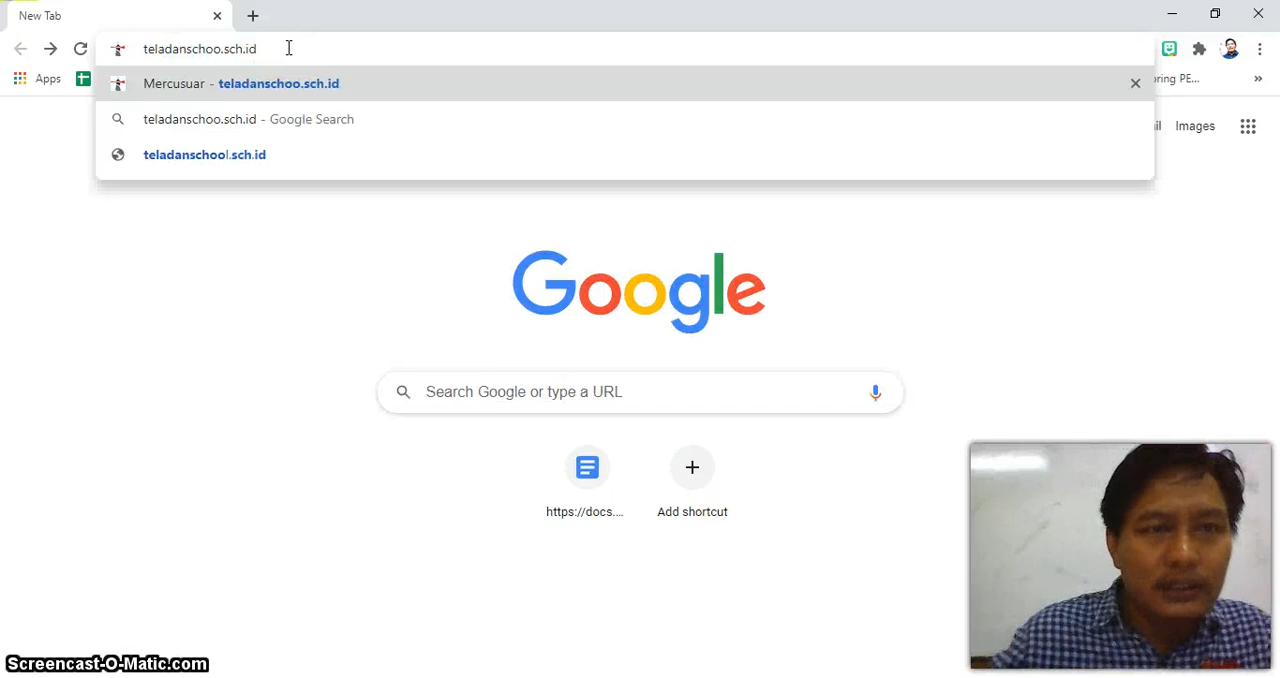 New Tab
teladanschoo.sch.id
Apps
ring PE...
»
Mercusuar - teladanschoo.sch.id
teladanschoo.sch.id - Google Search
teladanschool.sch.id
Images
Google
Search Google or type a URL
https://docs....
Add shortcut
Screencast-O-Matic.com